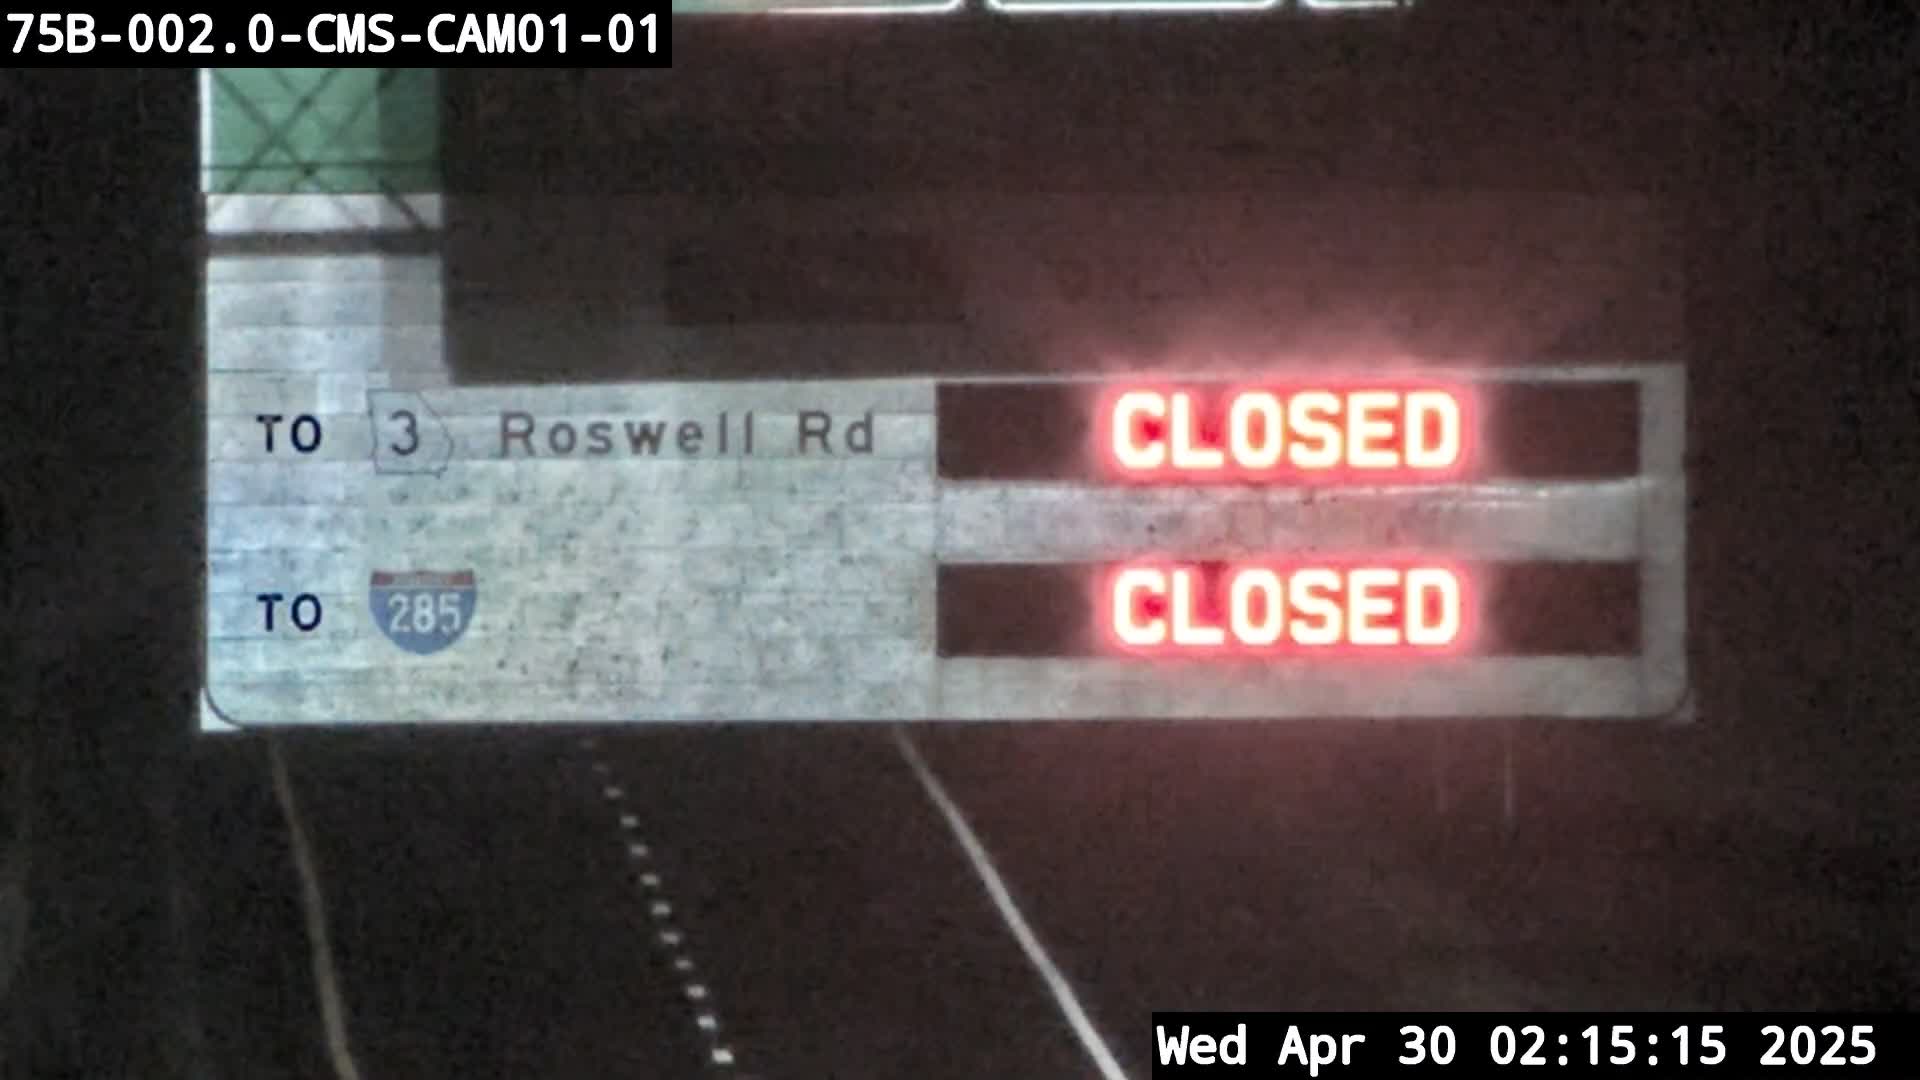 75B-002.0-CMS-CAM01-01
TO 3 Roswell Rd CLOSED
TO 285 CLOSED
Wed Apr 30 02:15:15 2025